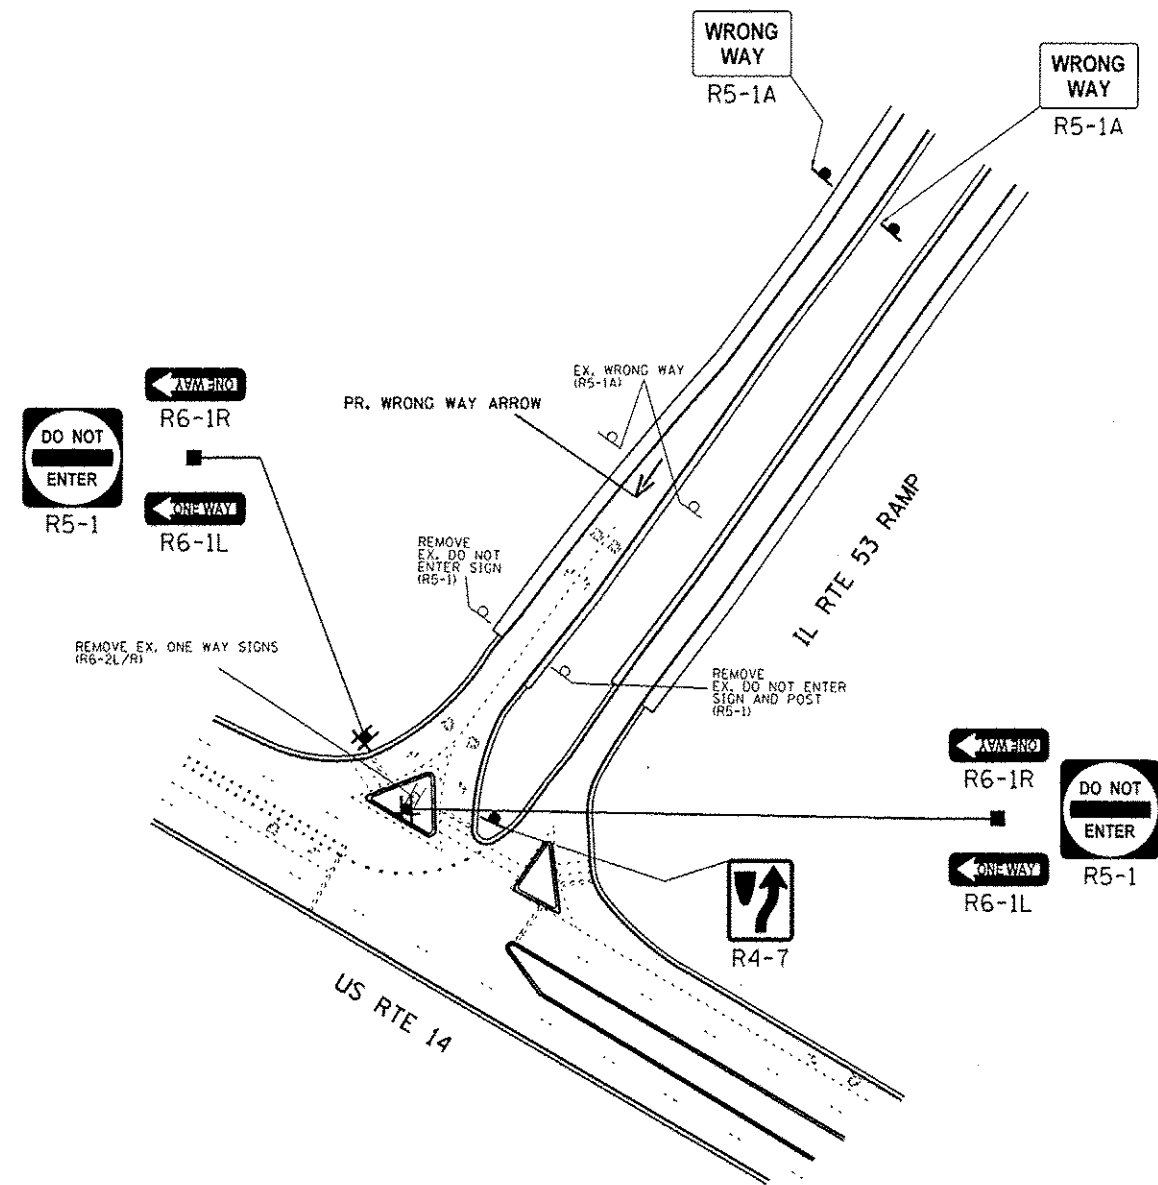 WRONG
WAY
R5-1A
WRONG
WAY
R5-1A
EX. WRONG WAY
(R5-1A)
PR. WRONG WAY ARROW
ONE WAY
R6-1R
DO NOT
ENTER
R5-1
ONE WAY
R6-1L
REMOVE
EX. DO NOT
ENTER SIGN
(R5-1)
IL RTE 53 RAMP
REMOVE EX. ONE WAY SIGNS
(R6-2L/R)
REMOVE
EX. DO NOT ENTER
SIGN AND POST
(R5-1)
ONE WAY
R6-1R
DO NOT
ENTER
R5-1
ONE WAY
R6-1L
R4-7
US RTE 14